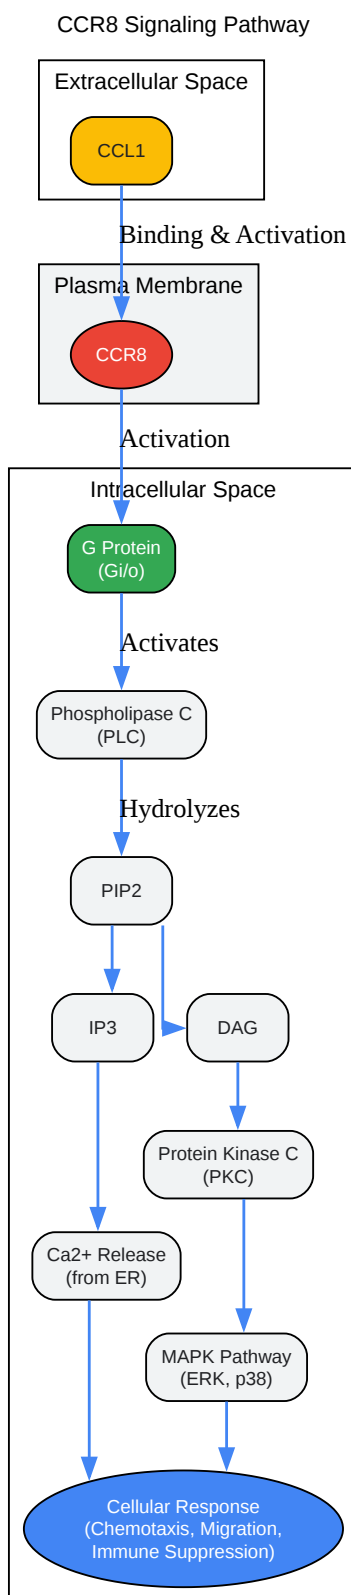 CCR8 Signaling Pathway
Extracellular Space
CCL1
Binding & Activation
Plasma Membrane
CCR8
Activation
Intracellular Space
G Protein
(Gi/o)
Activates
Phospholipase C
(PLC)
Hydrolyzes
PIP2
IP3
DAG
Protein Kinase C
(PKC)
Ca2+ Release
(from ER)
MAPK Pathway
(ERK, p38)
Cellular Response
(Chemotaxis, Migration,
Immune Suppression)